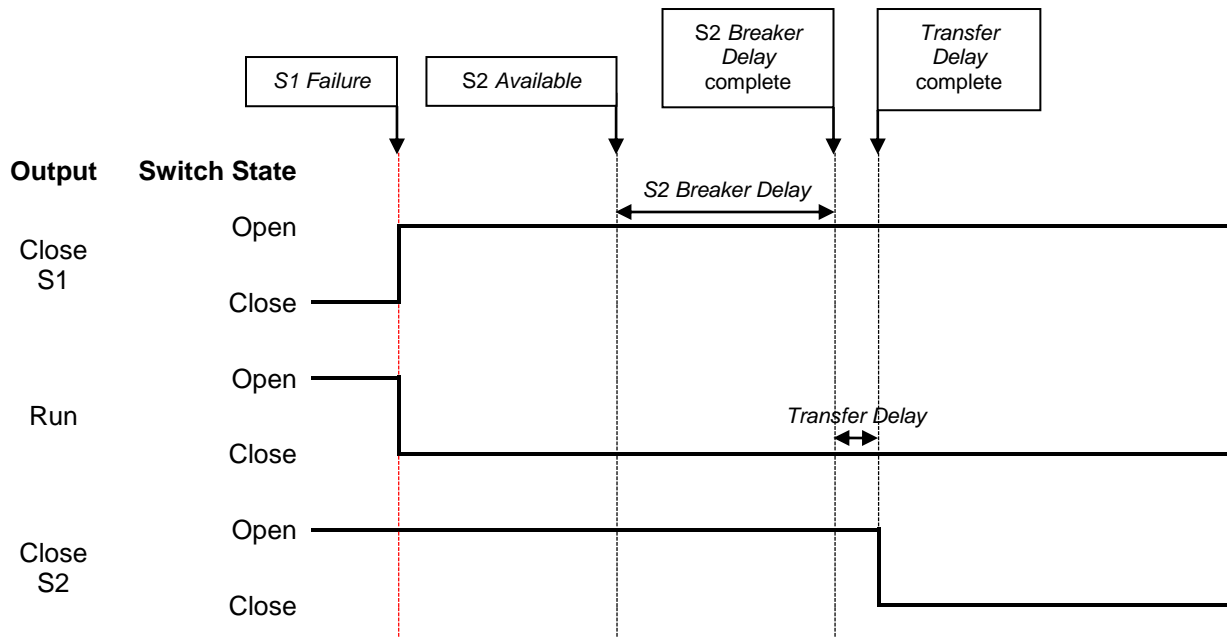 S2 Breaker
Delay
complete
Transfer
Delay
complete
S1 Failure
S2 Available
Output
Switch State
S2 Breaker Delay
Close
S1
Open
Close
Run
Open
Close
Transfer Delay
Close
S2
Open
Close